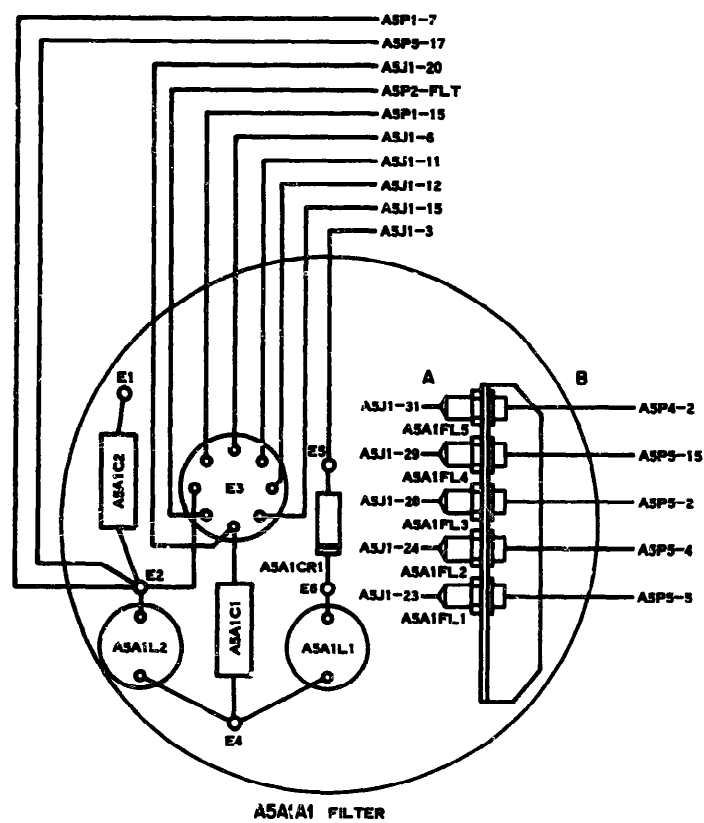 A5P1-7
A5P5-17
A5J1-20
A5P2-FLT
A5P1-15
A5J1-6
A5J1-11
A5J1-12
A5J1-15
A5J1-3
E1
A B
A5J1-31 A5P4-2
A5A1FL5
E5 A5J1-29 A5P5-15
A5A1C2
A5A1FL4
E3
A5J1-28 A5P5-2
A5A1FL3
A5J1-24 A5P5-4
A5A1CR1 A5A1FL2
E2 E6 A5J1-23 A5P5-5
A5A1FL1
A5A1C1
A5A1L2 A5A1L1
E4
A5A1A1 FILTER